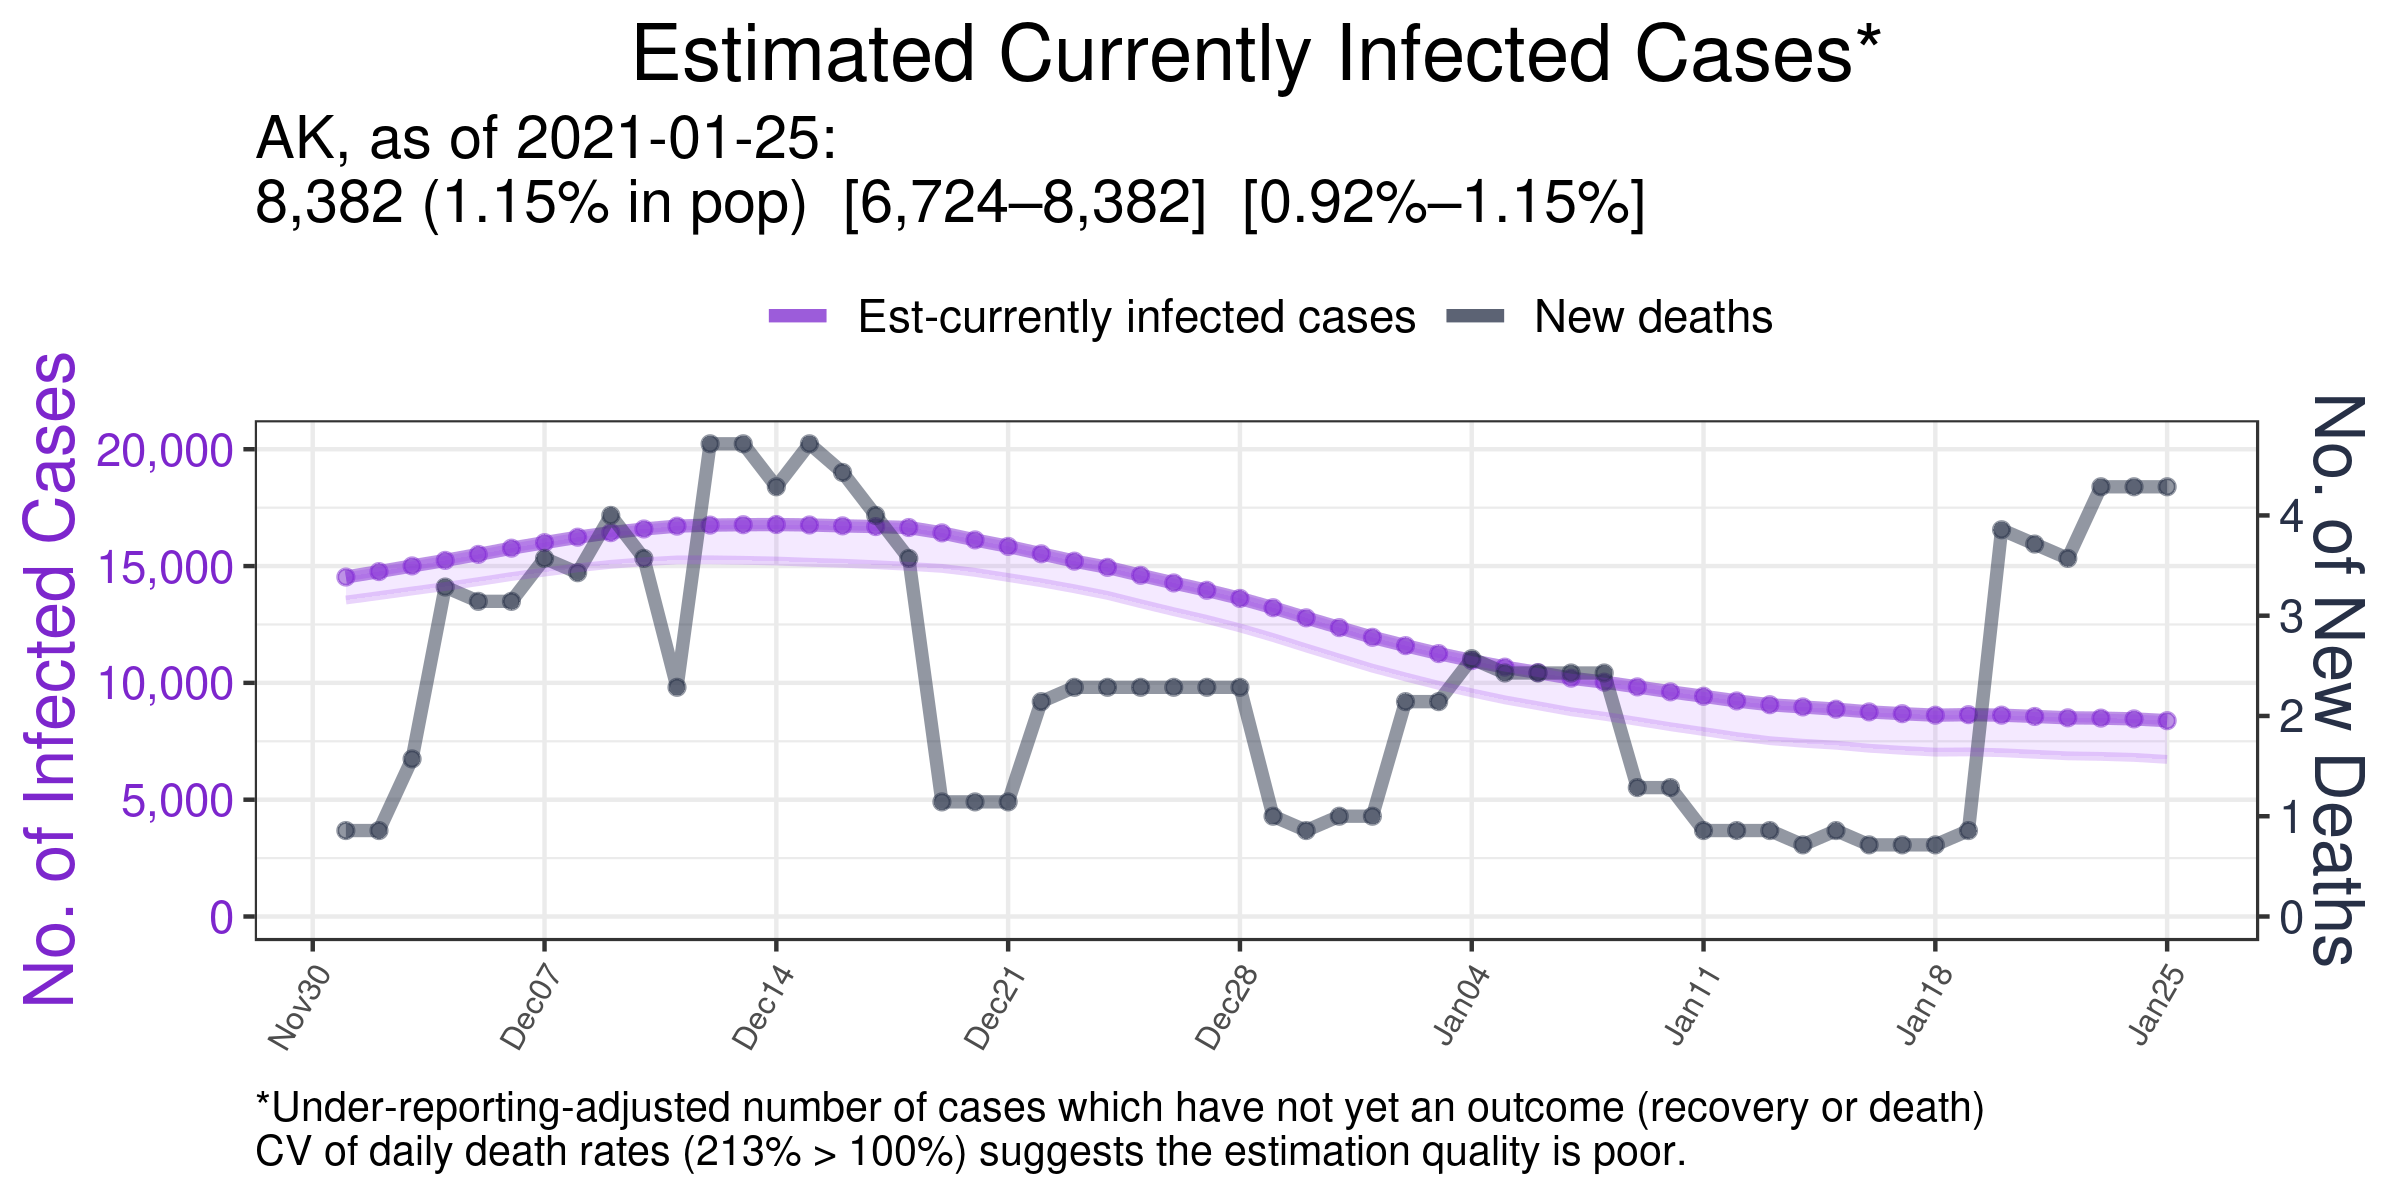 Estimated Currently Infected Cases*
AK, as of 2021-01-25:
8,382 (1.15% in pop)  [6,724–8,382]  [0.92%–1.15%]
Est-currently infected cases
New deaths
No. of Infected Cases
20,000
15,000
10,000
5,000
0
4
3
2
1
0
No. of New Deaths
Nov30
Dec07
Dec14
Dec21
Dec28
Jan04
Jan11
Jan18
Jan25
*Under-reporting-adjusted number of cases which have not yet an outcome (recovery or death)
CV of daily death rates (213% > 100%) suggests the estimation quality is poor.